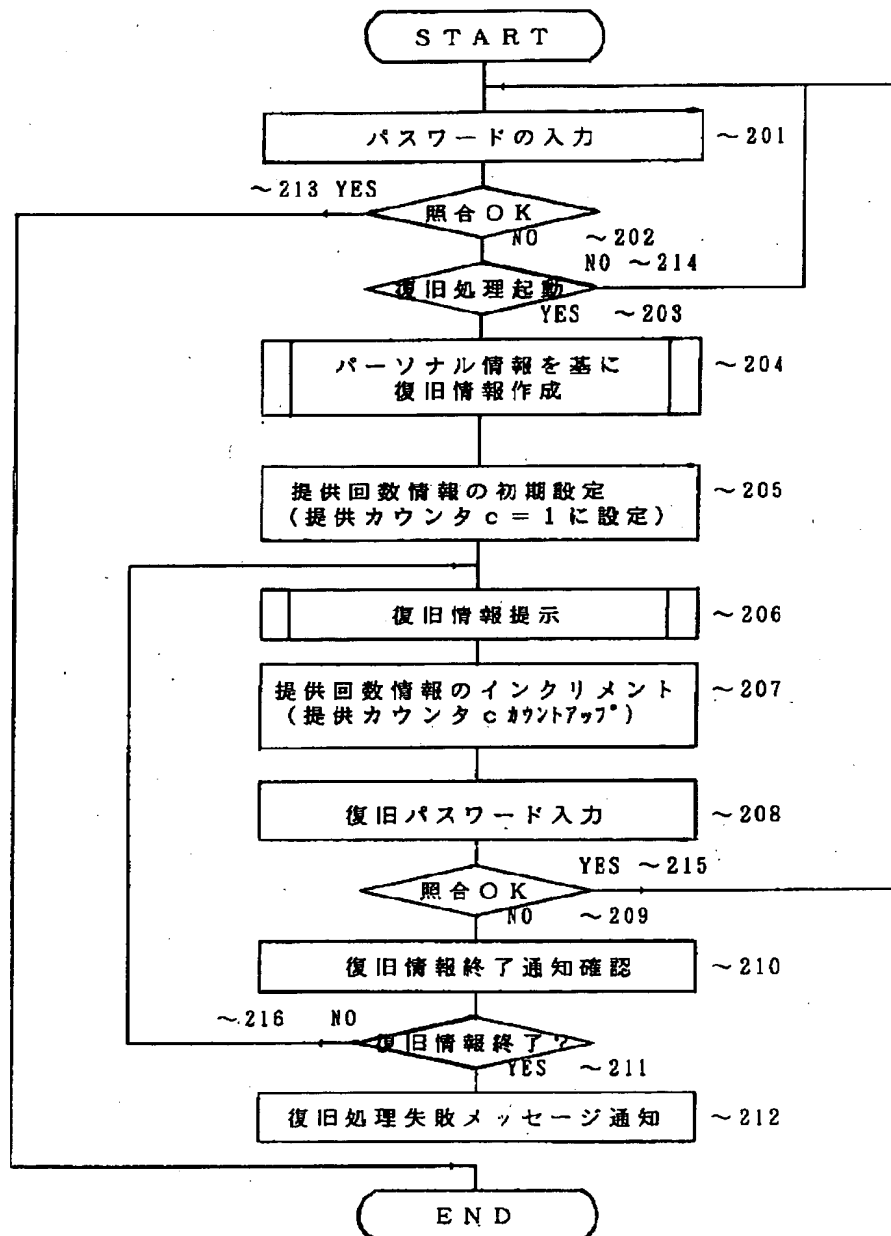 START
パスワードの入力 ～201
～213 YES
照合OK
NO ～202
NO ～214
復旧処理起動
YES ～203
パーソナル情報を基に
復旧情報作成
～204
提供回数情報の初期設定
(提供カウンタc=1に設定)
～205
復旧情報提示 ～206
提供回数情報のインクリメント
(提供カウンタcカウントアップ)
～207
復旧パスワード入力 ～208
YES ～215
照合OK
NO ～209
復旧情報終了通知確認 ～210
～216 NO
復旧情報終了?
YES ～211
復旧処理失敗メッセージ通知 ～212
END